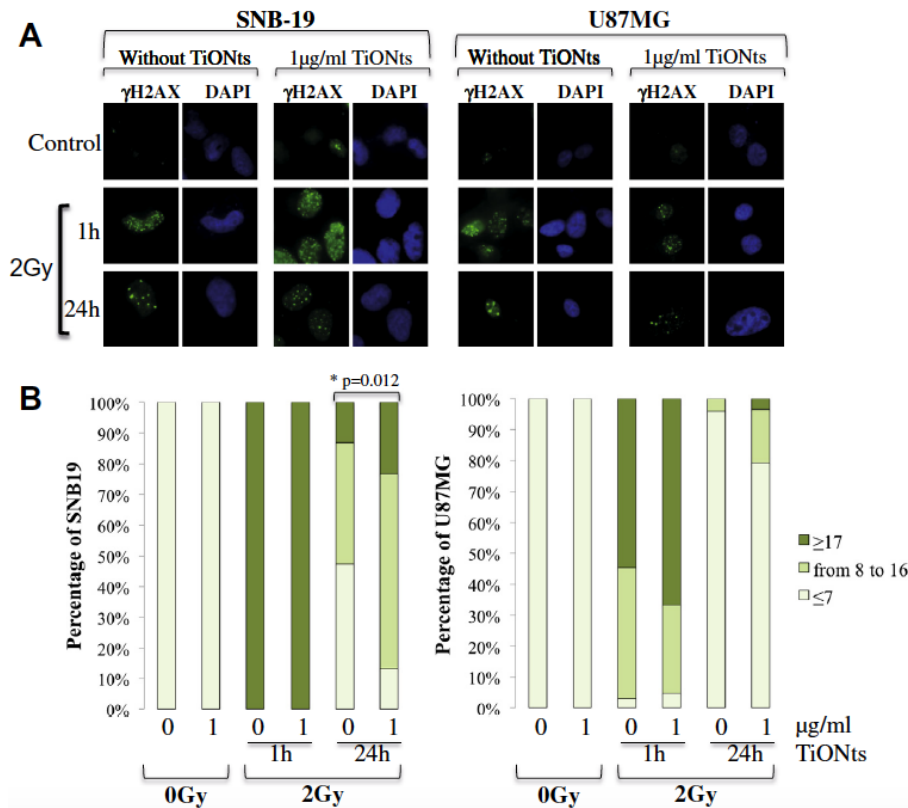 A
SNB-19 U87MG
Without TiONts 1µg/ml TiONts Without TiONts 1µg/ml TiONts
γH2AX DAPI γH2AX DAPI γH2AX DAPI γH2AX DAPI
Control
2Gy
1h
24h
B
* p=0.012
Percentage of SNB19
100%
90%
80%
70%
60%
50%
40%
30%
20%
10%
0%
0 1 0 1 0 1
1h 24h
0Gy 2Gy
Percentage of U87MG
100%
90%
80%
70%
60%
50%
40%
30%
20%
10%
0%
0 1 0 1 0 1 µg/ml
1h 24h TiONts
0Gy 2Gy
≥17
from 8 to 16
≤7